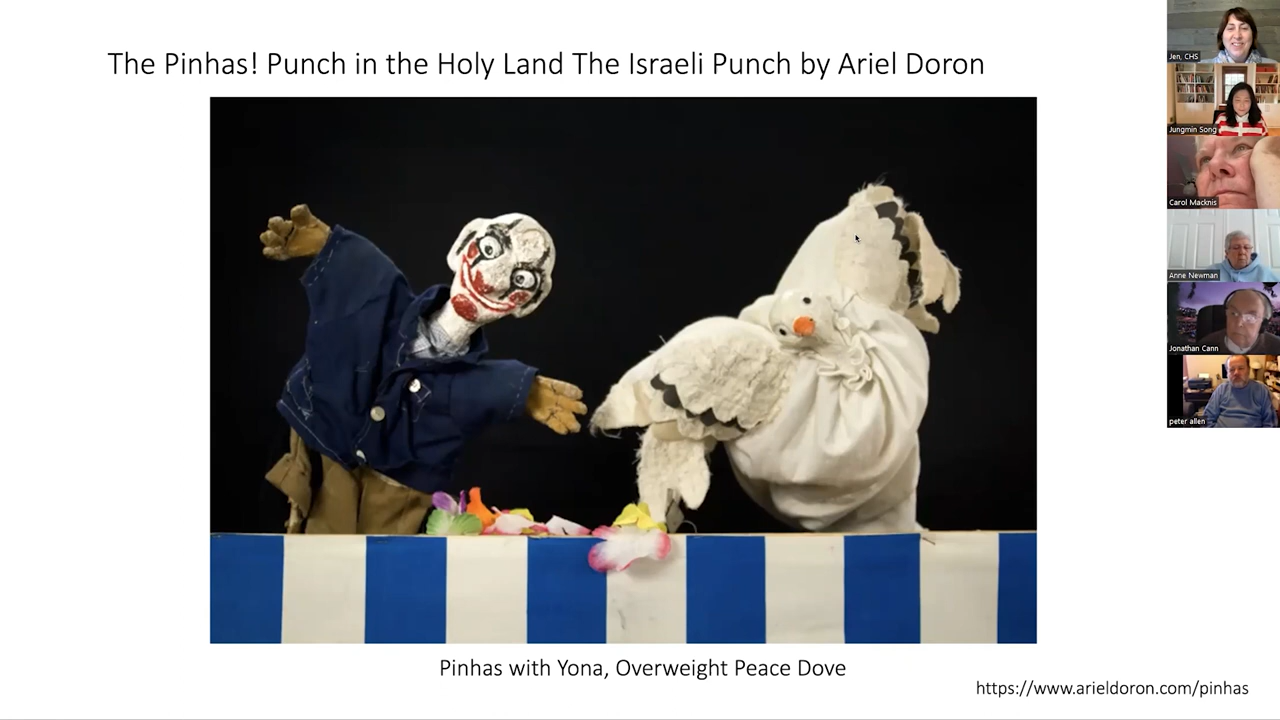 The Pinhas! Punch in the Holy Land The Israeli Punch by Ariel Doron
Jen, CHS
Jungmin Song
Carol Macknis
Anne Newman
Jonathan Cann
peter allen
Pinhas with Yona, Overweight Peace Dove
https://www.arieldoron.com/pinhas